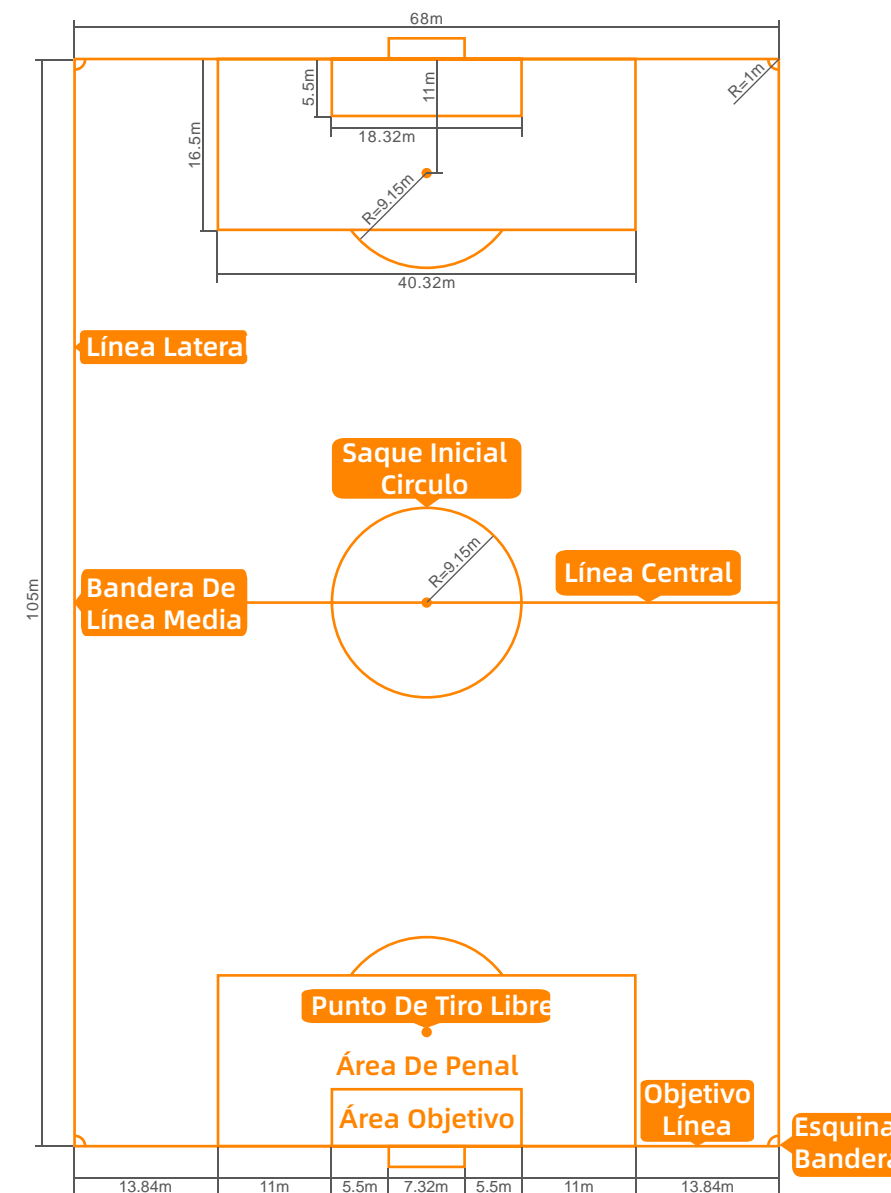 68m
5.5m
11m
R=1m
18.32m
16.5m
R=9.15m
40.32m
Línea Latera
Saque Inicial
Circulo
R=9.15m
Línea Central
Bandera De
Línea Media
105m
Punto De Tiro Libre
Área De Penal
Área Objetivo
Objetivo
Línea
Esquina
Bandera
13.84m
11m
5.5m
7.32m
5.5m
11m
13.84m